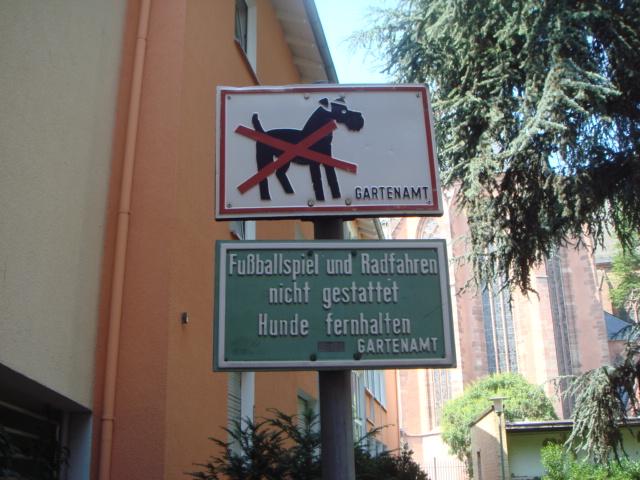 GARTENAMT
Fußballspiel und Radfahren
nicht gestattet
Hunde fernhalten
GARTENAMT